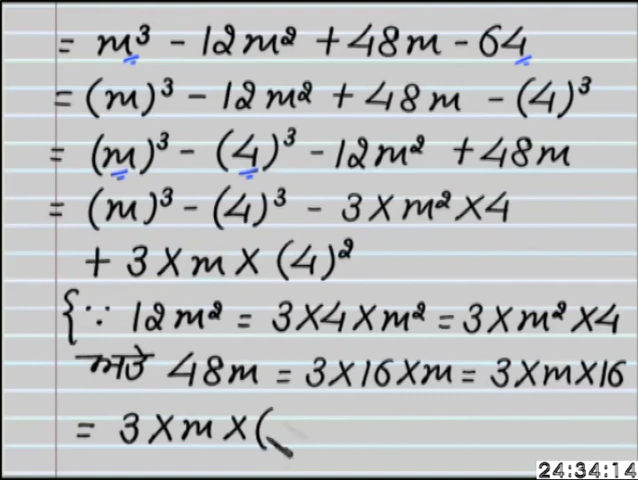 = m³ - 12m² + 48m - 64
= (m)³ - 12m² + 48m - (4)³
= (m)³ - (4)³ - 12m² + 48m
= (m)³ - (4)³ - 3×m²×4
+ 3×m×(4)²
{∵ 12m² = 3×4×m² = 3×m²×4
ਅਤੇ 48m = 3×16×m = 3×m×16
= 3×m×(
24:34:14